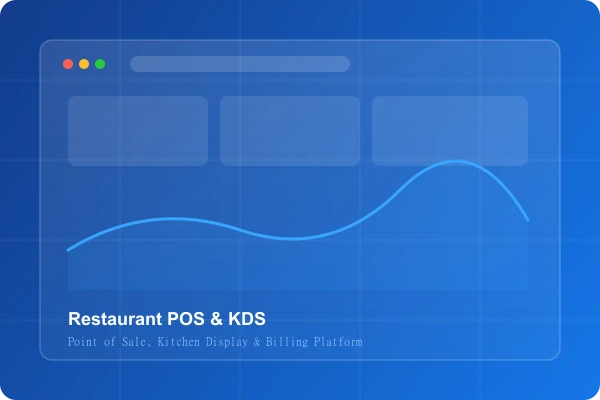 Restaurant POS & KDS
Point of Sale, Kitchen Display & Billing Platform